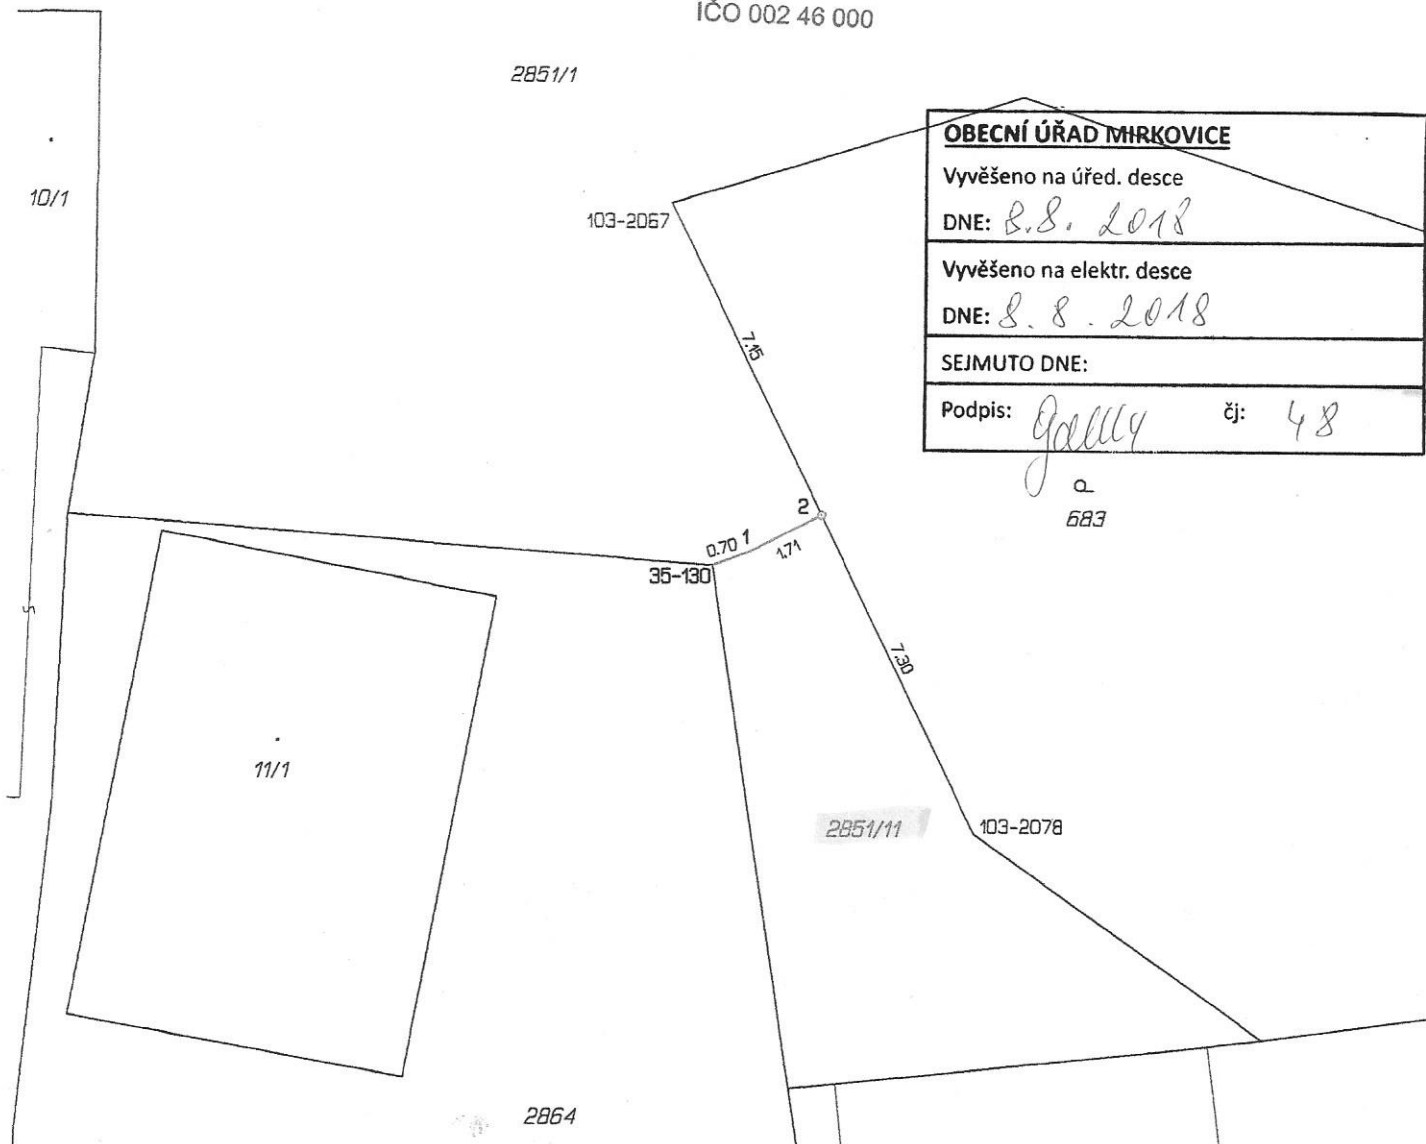 IČO 002 46 000
2851/1
OBECNÍ ÚŘAD MIRKOVICE
Vyvěšeno na úřed. desce
DNE: 8.8. 2018
Vyvěšeno na elektr. desce
DNE: 8. 8. 2018
SEJMUTO DNE:
Podpis: čj: 48
10/1
103-2067
7.15
683
2
0.70 1
1.71
35-130
7.30
11/1
2851/11
103-2078
2864